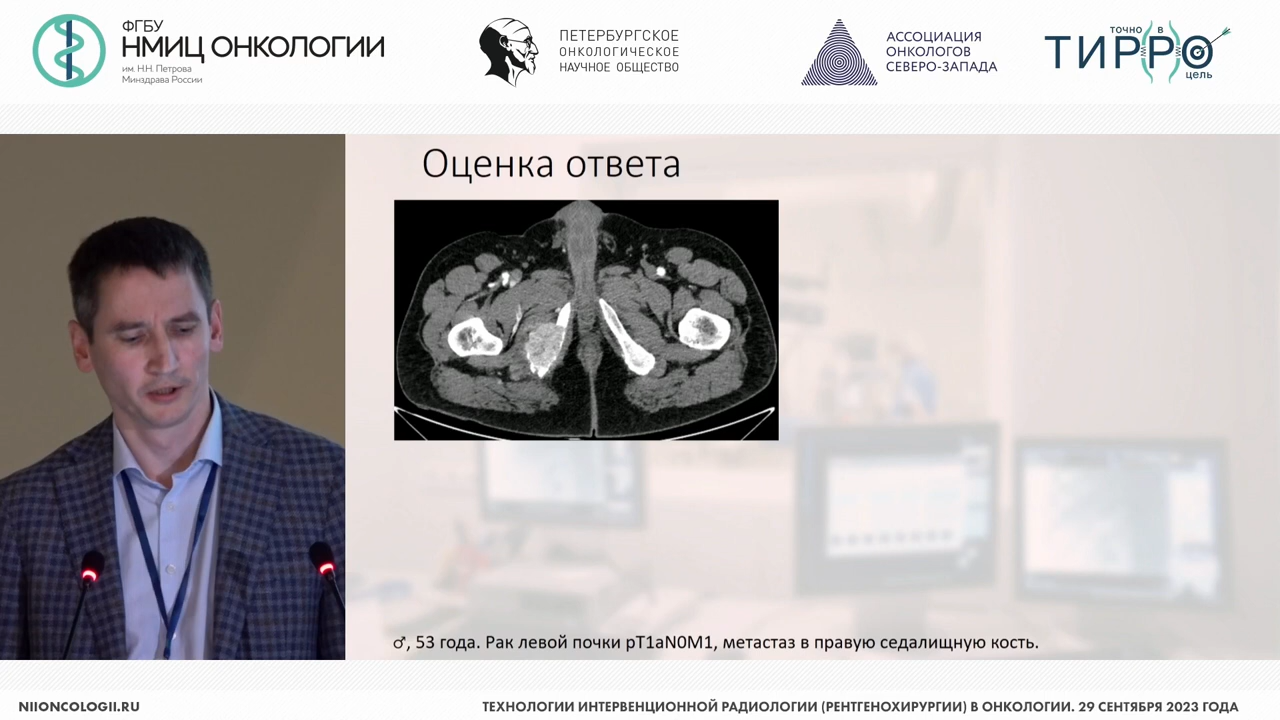 ФГБУ
НМИЦ ОНКОЛОГИИ
им. Н.Н. Петрова
Минздрава России
ПЕТЕРБУРГСКОЕ
ОНКОЛОГИЧЕСКОЕ
НАУЧНОЕ ОБЩЕСТВО
АССОЦИАЦИЯ
ОНКОЛОГОВ
СЕВЕРО-ЗАПАДА
ТОЧНО В
ТИРРО
цель
Оценка ответа
♂, 53 года. Рак левой почки pT1aN0M1, метастаз в правую седалищную кость.
NIIONCOLOGII.RU
ТЕХНОЛОГИИ ИНТЕРВЕНЦИОННОЙ РАДИОЛОГИИ (РЕНТГЕНОХИРУРГИИ) В ОНКОЛОГИИ. 29 СЕНТЯБРЯ 2023 ГОДА